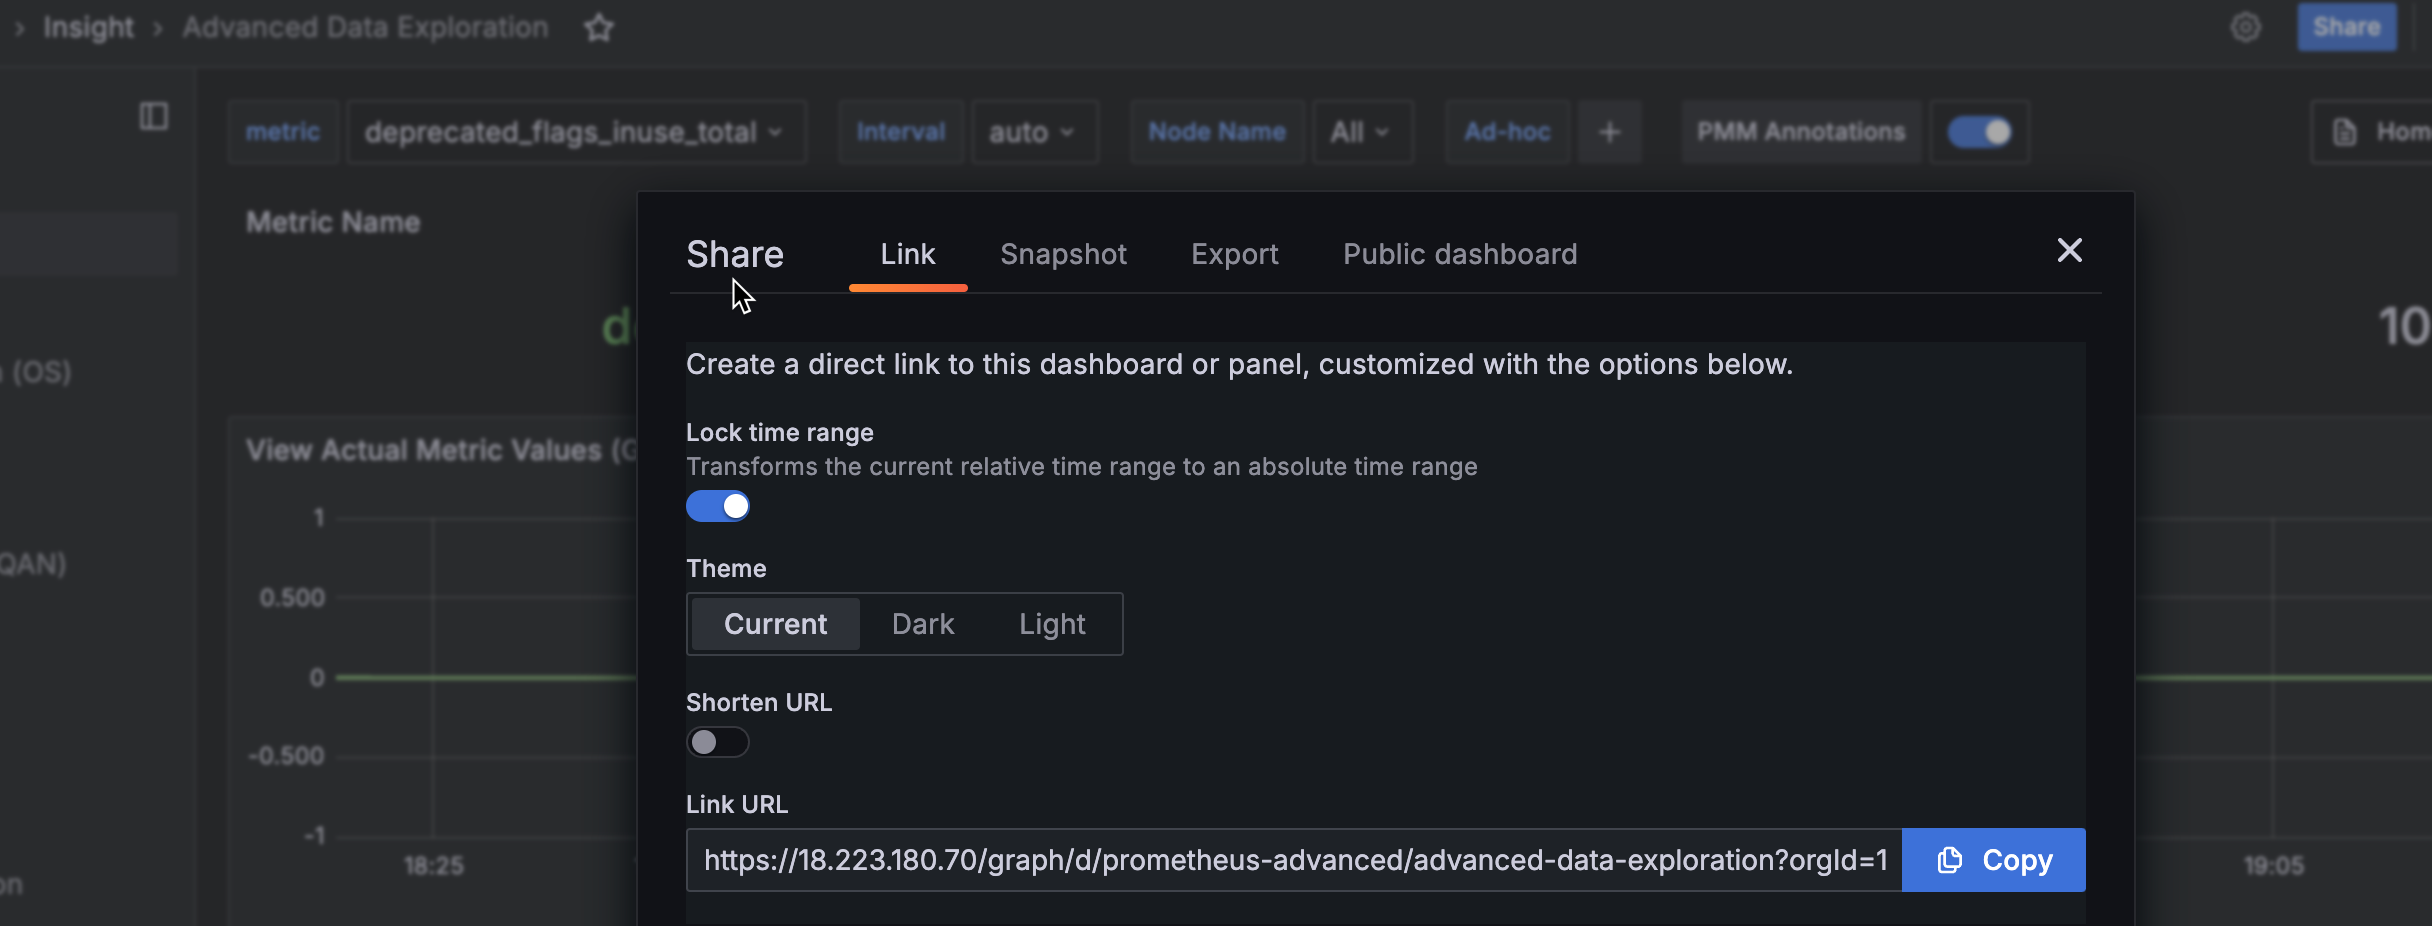 Insight > Advanced Data Exploration
Share
metric deprecated_flags_inuse_total Interval auto Node Name All Ad-hoc + PMM Annotations
Metric Name
Share Link Snapshot Export Public dashboard
10
(OS)
Create a direct link to this dashboard or panel, customized with the options below.
View Actual Metric Values
Lock time range
Transforms the current relative time range to an absolute time range
1
QAN)
0.500
Theme
Current Dark Light
0
Shorten URL
-0.500
Link URL
-1
https://18.223.180.70/graph/d/prometheus-advanced/advanced-data-exploration?orgId=1 Copy
18:25
19:05